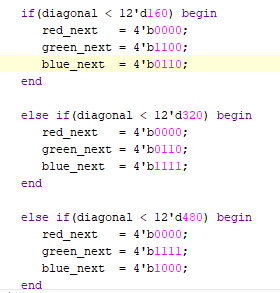 if(diagonal < 12'd160) begin
red_next = 4'b0000;
green_next = 4'b1100;
blue_next = 4'b0110;
end
else if(diagonal < 12'd320) begin
red_next = 4'b0000;
green_next = 4'b0110;
blue_next = 4'b1111;
end
else if(diagonal < 12'd480) begin
red_next = 4'b0000;
green_next = 4'b1111;
blue_next = 4'b1000;
end